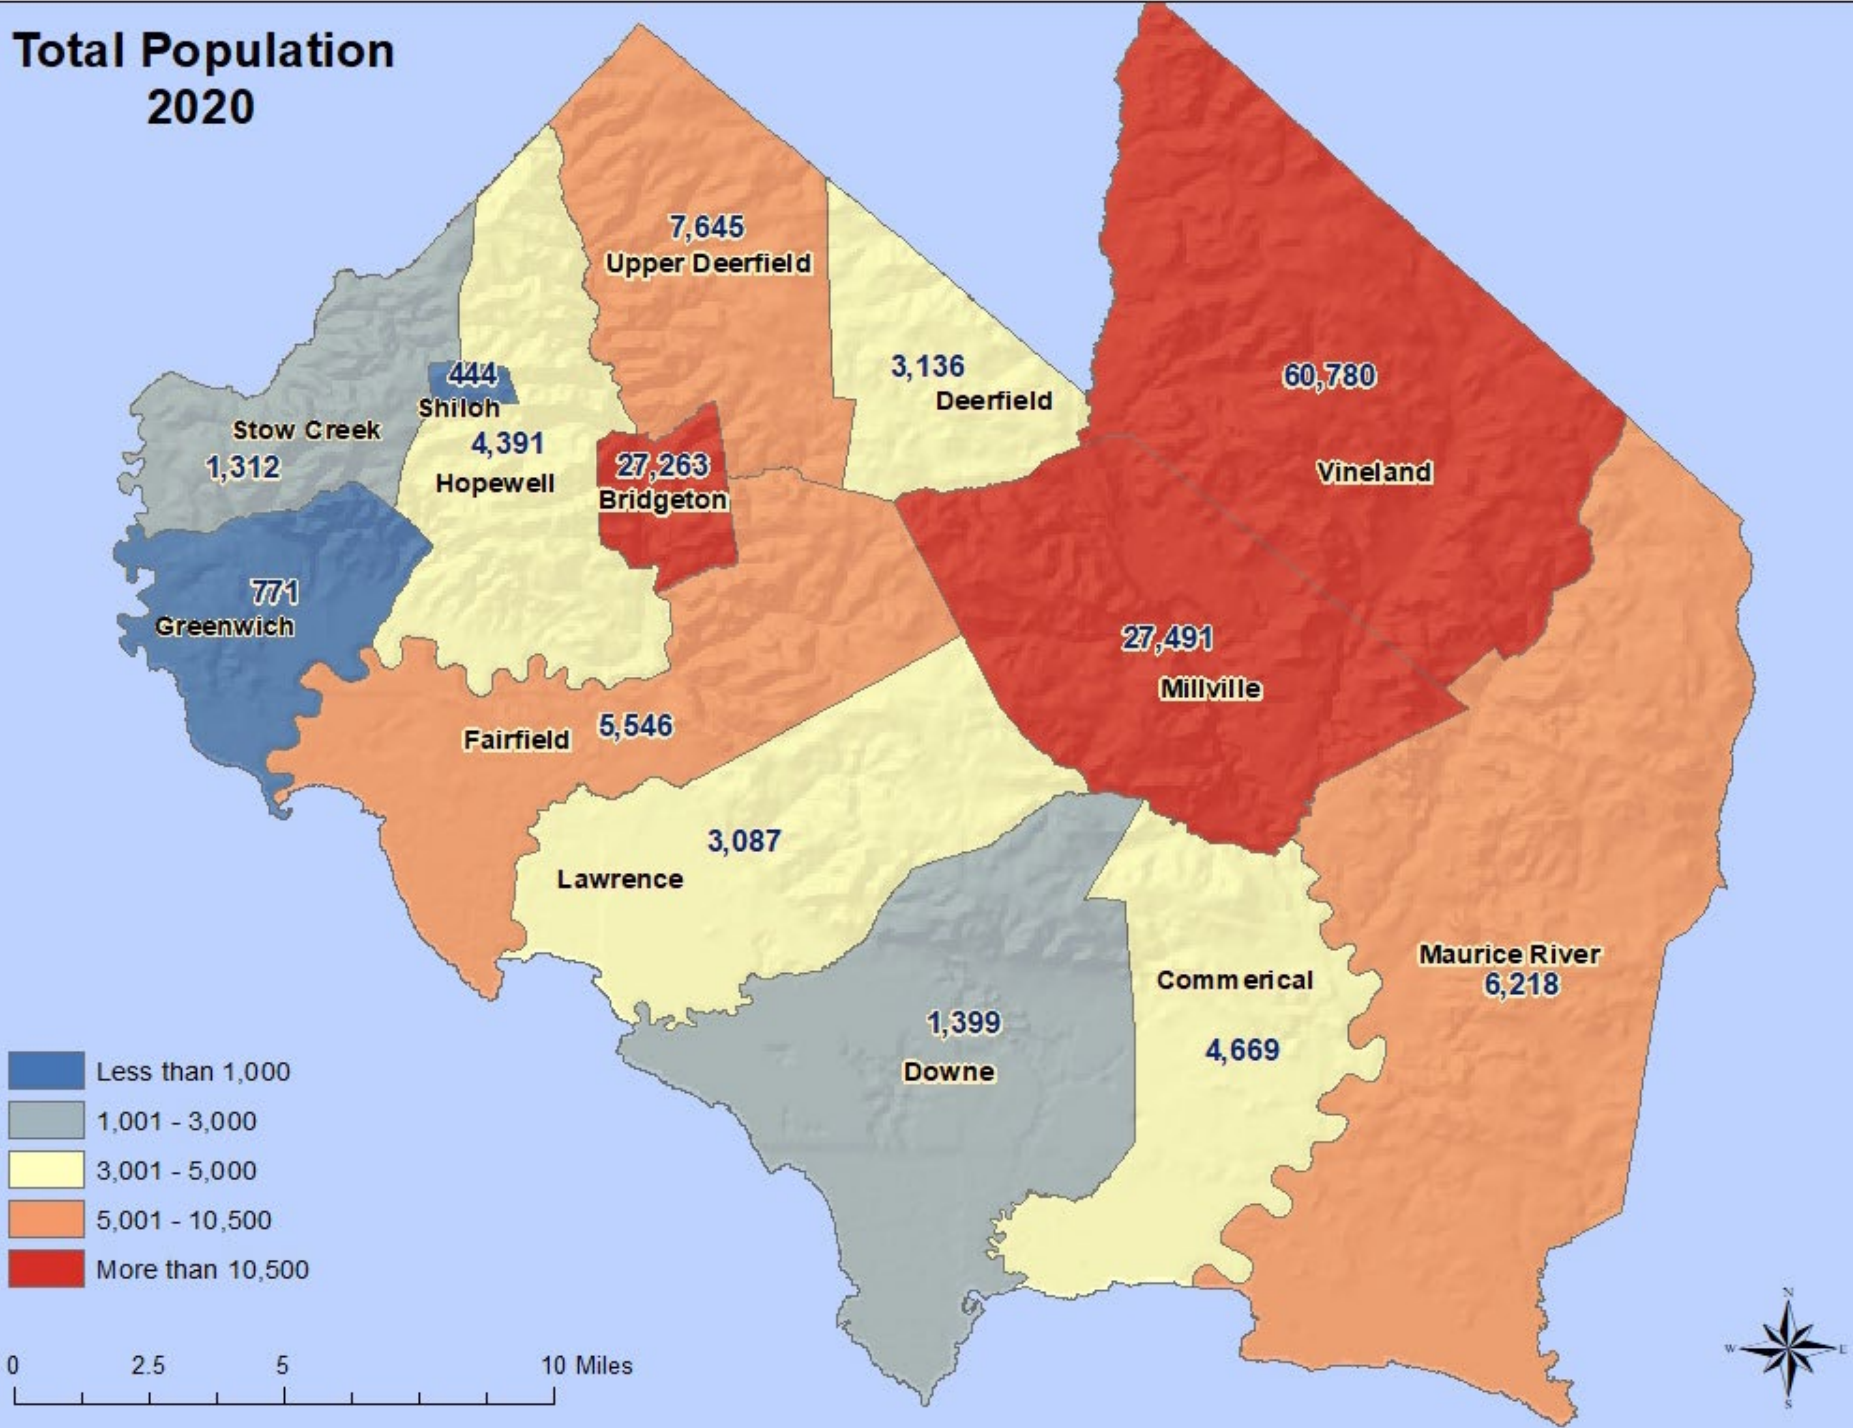 Total Population
2020
7,645
Upper Deerfield
3,136
Deerfield
60,780
Vineland
444
Shiloh
Stow Creek
1,312
4,391
Hopewell
27,263
Bridgeton
771
Greenwich
27,491
Millville
Fairfield 5,546
3,087
Lawrence
Maurice River
6,218
Commerical
4,669
1,399
Downe
Less than 1,000
1,001 - 3,000
3,001 - 5,000
5,001 - 10,500
More than 10,500
0 2.5 5 10 Miles
N
W E
S